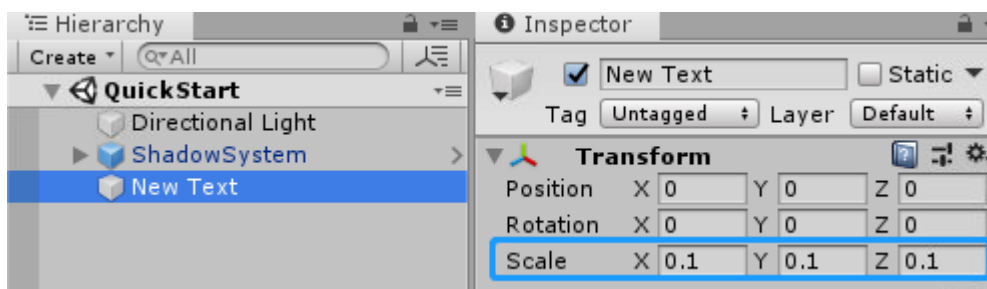 Hierarchy
Create All
QuickStart
Directional Light
ShadowSystem
New Text
Inspector
New Text Static
Tag Untagged Layer Default
Transform
Position X 0 Y 0 Z 0
Rotation X 0 Y 0 Z 0
Scale X 0.1 Y 0.1 Z 0.1